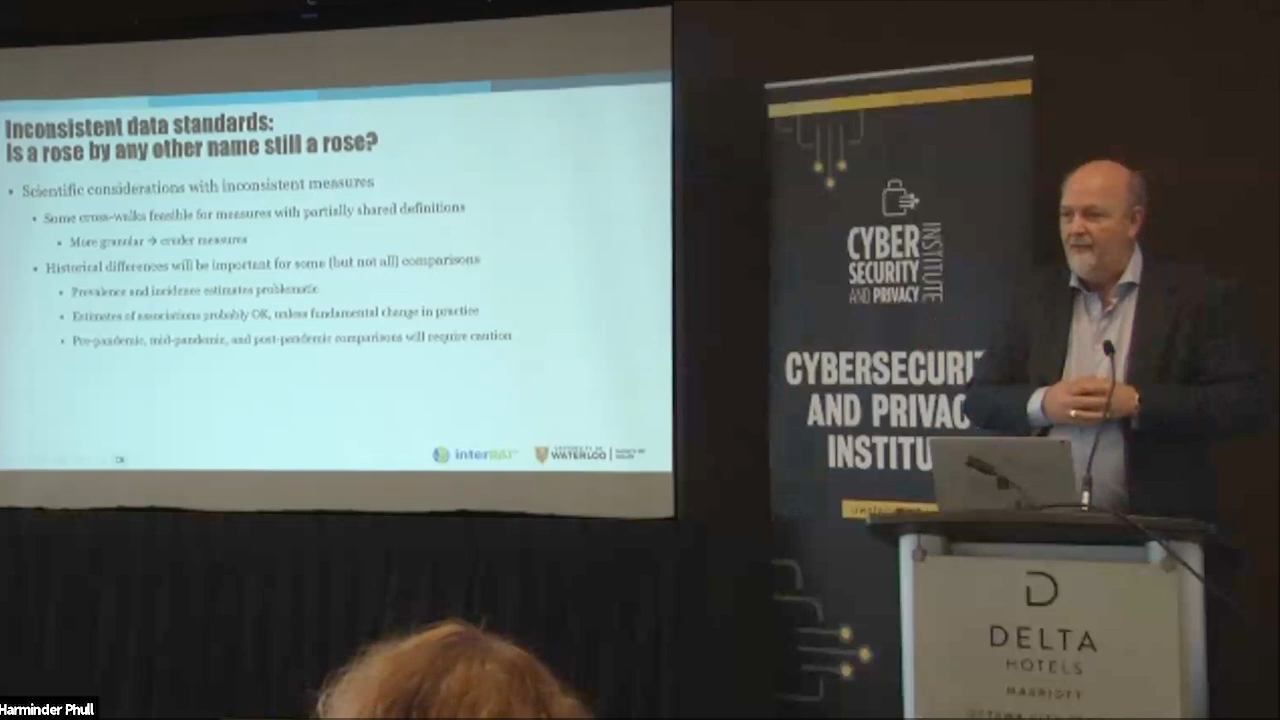 Inconsistent data standards:
Is a rose by any other name still a rose?
• Scientific considerations with inconsistent measures
• Some cross-walks feasible for measures with partially shared definitions
• More granular → cruder measures
• Historical differences will be important for some (but not all) comparisons
• Prevalence and incidence estimates problematic
• Estimates of associations probably OK, unless fundamental change in practice
• Pre-pandemic, mid-pandemic, and post-pandemic comparisons will require caution
interRAI
UNIVERSITY OF
WATERLOO
CYBER
SECURITY
AND PRIVACY
INSTITUTE
CYBERSECURIT
AND PRIVAC
INSTITU
D
DELTA
HOTELS
MARRIOTT
Harminder Phull